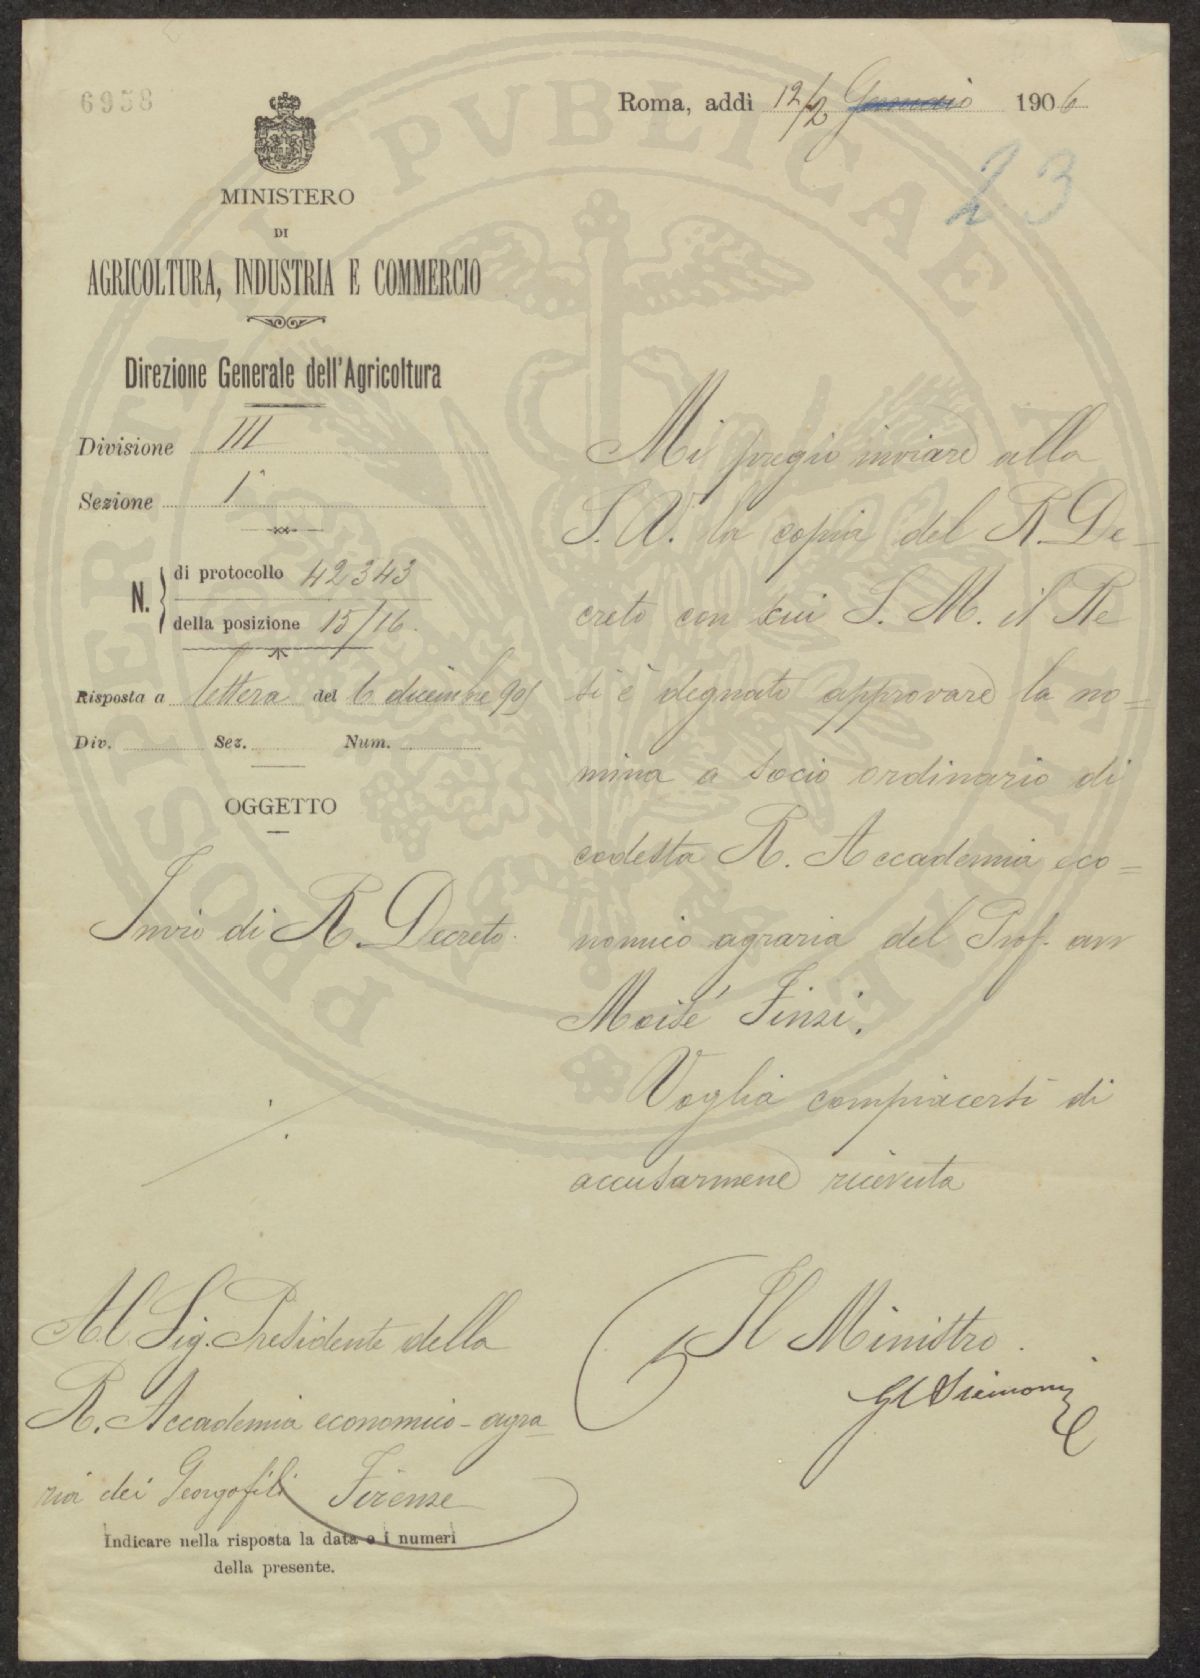 6958
Roma, addì 12/2 Gennaio 1906
23
MINISTERO
DI
AGRICOLTURA, INDUSTRIA E COMMERCIO
Direzione Generale dell'Agricoltura
Divisione III
Sezione 1ª
N. di protocollo 42343
della posizione 15/16.
Risposta a lettera del 6 dicembre 905
Div. Sez. Num.
OGGETTO
Invio di R. Decreto.
Mi pregio inviare alla
S. V. la copia del R. De-
creto con cui S. M. il Re
si è degnato approvare la no=
mina a socio ordinario di
codesta R. Accademia eco=
nomico agraria del Prof. avv
Moisé Finzi.
Voglia compiacersi di
accusarmene ricevuta
Il Ministro.
Al Sig. Presidente della
R. Accademia economico-agra
ria dei Georgofili Firenze
Indicare nella risposta la data e i numeri
della presente.
PROSPERITATI PVBLICAE AVGENDAE